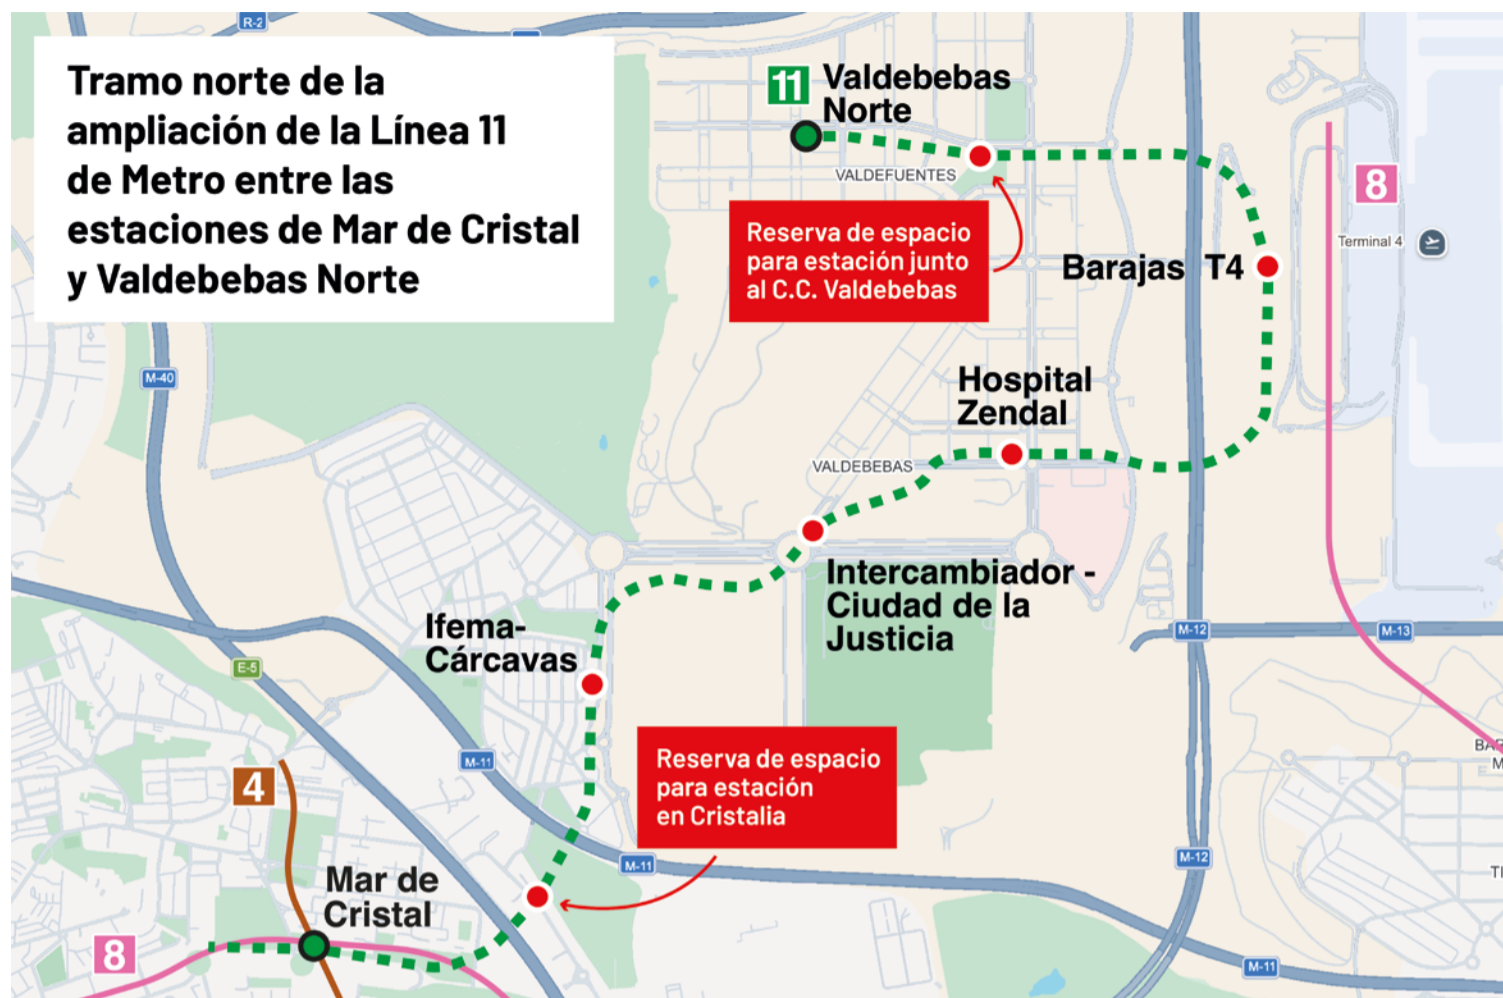 R-2
Tramo norte de la
ampliación de la Línea 11
de Metro entre las
estaciones de Mar de Cristal
y Valdebebas Norte
11
Valdebebas
Norte
VALDEFUENTES
8
Terminal 4
Reserva de espacio
para estación junto
al C.C. Valdebebas
Barajas T4
M-40
Hospital
Zendal
VALDEBEBAS
Intercambiador -
Ciudad de la
Justicia
Ifema-
Cárcavas
M-12
M-13
E-5
M-11
Reserva de espacio
para estación
en Cristalia
4
M-11
M-12
Mar de
Cristal
8
M-11